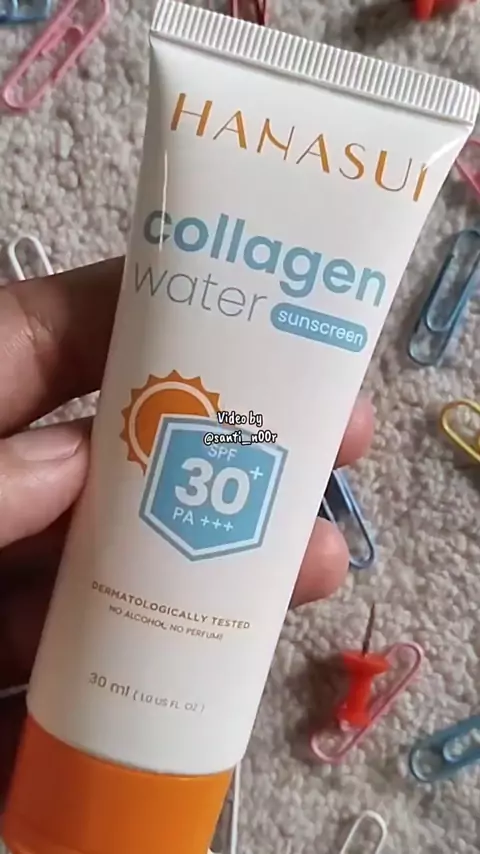 HANASUI
collagen
water sunscreen
Video by
@santi_n00r
SPF
30+
PA +++
DERMATOLOGICALLY TESTED
NO ALCOHOL, NO PERFUME
30 ml (1.0 US FL. OZ)